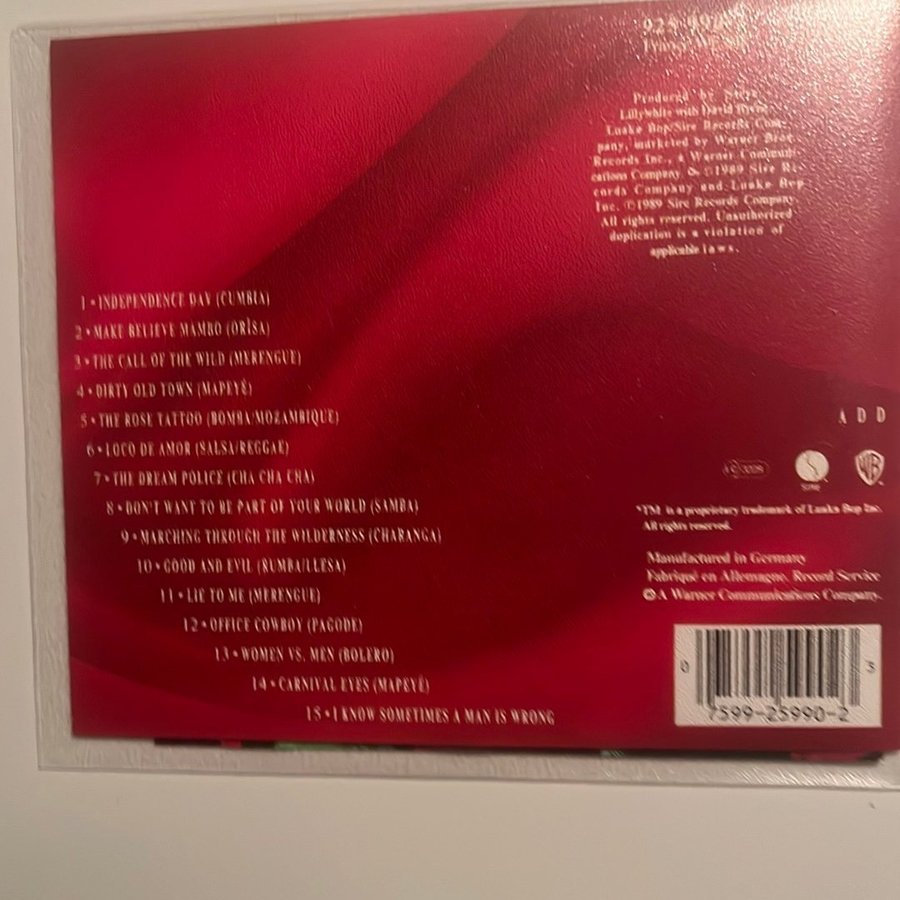 Produced by Steve
Lillywhite with David Byrne
Luaka Bop/Sire Records Com-
pany, marketed by Warner Bros.
Records Inc., a Warner Communi-
cations Company. & ©1989 Sire Re-
cords Company and Luaka Bop
Inc. ©1989 Sire Records Company.
All rights reserved. Unauthorized
duplication is a violation of
applicable laws.
1 • INDEPENDENCE DAY (CUMBIA)
2 • MAKE BELIEVE MAMBO (ORÌSA)
3 • THE CALL OF THE WILD (MERENGUE)
4 • DIRTY OLD TOWN (MAPEYÉ)
5 • THE ROSE TATTOO (BOMBA/MOZAMBIQUE)
6 • LOCO DE AMOR (SALSA/REGGAE)
7 • THE DREAM POLICE (CHA CHA CHA)
8 • DON'T WANT TO BE PART OF YOUR WORLD (SAMBA)
9 • MARCHING THROUGH THE WILDERNESS (CHARANGA)
10 • GOOD AND EVIL (RUMBA/ILESA)
11 • LIE TO ME (MERENGUE)
12 • OFFICE COWBOY (PAGODE)
13 • WOMEN VS. MEN (BOLERO)
14 • CARNIVAL EYES (MAPEYÉ)
15 • I KNOW SOMETIMES A MAN IS WRONG
A D D
SIRE
WB
*TM. is a proprietary trademark of Luaka Bop Inc.
All rights reserved.
Manufactured in Germany
Fabriqué en Allemagne, Record Service
A Warner Communications Company.
0 7599-25990-2 3